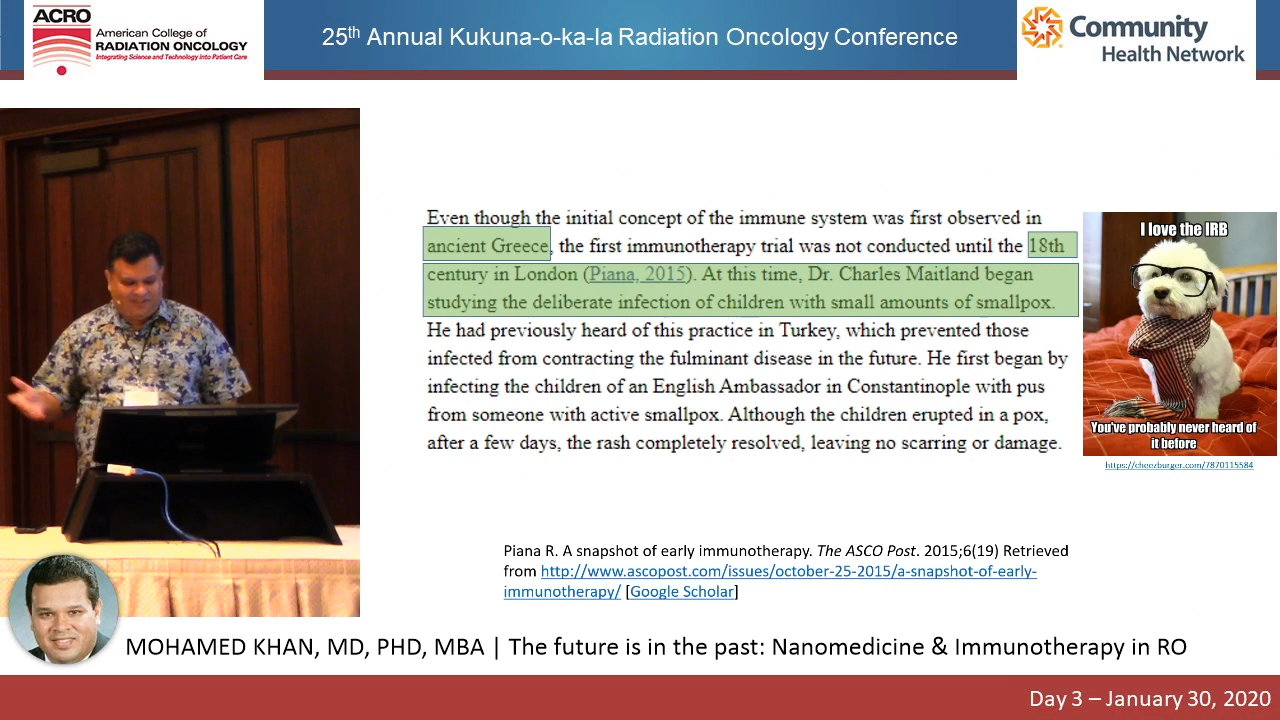 ACRO
American College of
RADIATION ONCOLOGY
Integrating Science and Technology Into Patient Care
25th Annual Kukuna-o-ka-la Radiation Oncology Conference
Community
Health Network
Even though the initial concept of the immune system was first observed in
ancient Greece, the first immunotherapy trial was not conducted until the 18th
century in London (Piana, 2015). At this time, Dr. Charles Maitland began
studying the deliberate infection of children with small amounts of smallpox.
He had previously heard of this practice in Turkey, which prevented those
infected from contracting the fulminant disease in the future. He first began by
infecting the children of an English Ambassador in Constantinople with pus
from someone with active smallpox. Although the children erupted in a pox,
after a few days, the rash completely resolved, leaving no scarring or damage.
I love the IRB
You've probably never heard of
it before
https://cheezburger.com/7870115584
Piana R. A snapshot of early immunotherapy. The ASCO Post. 2015;6(19) Retrieved
from http://www.ascopost.com/issues/october-25-2015/a-snapshot-of-early-
immunotherapy/ [Google Scholar]
MOHAMED KHAN, MD, PHD, MBA | The future is in the past: Nanomedicine & Immunotherapy in RO
Day 3 – January 30, 2020